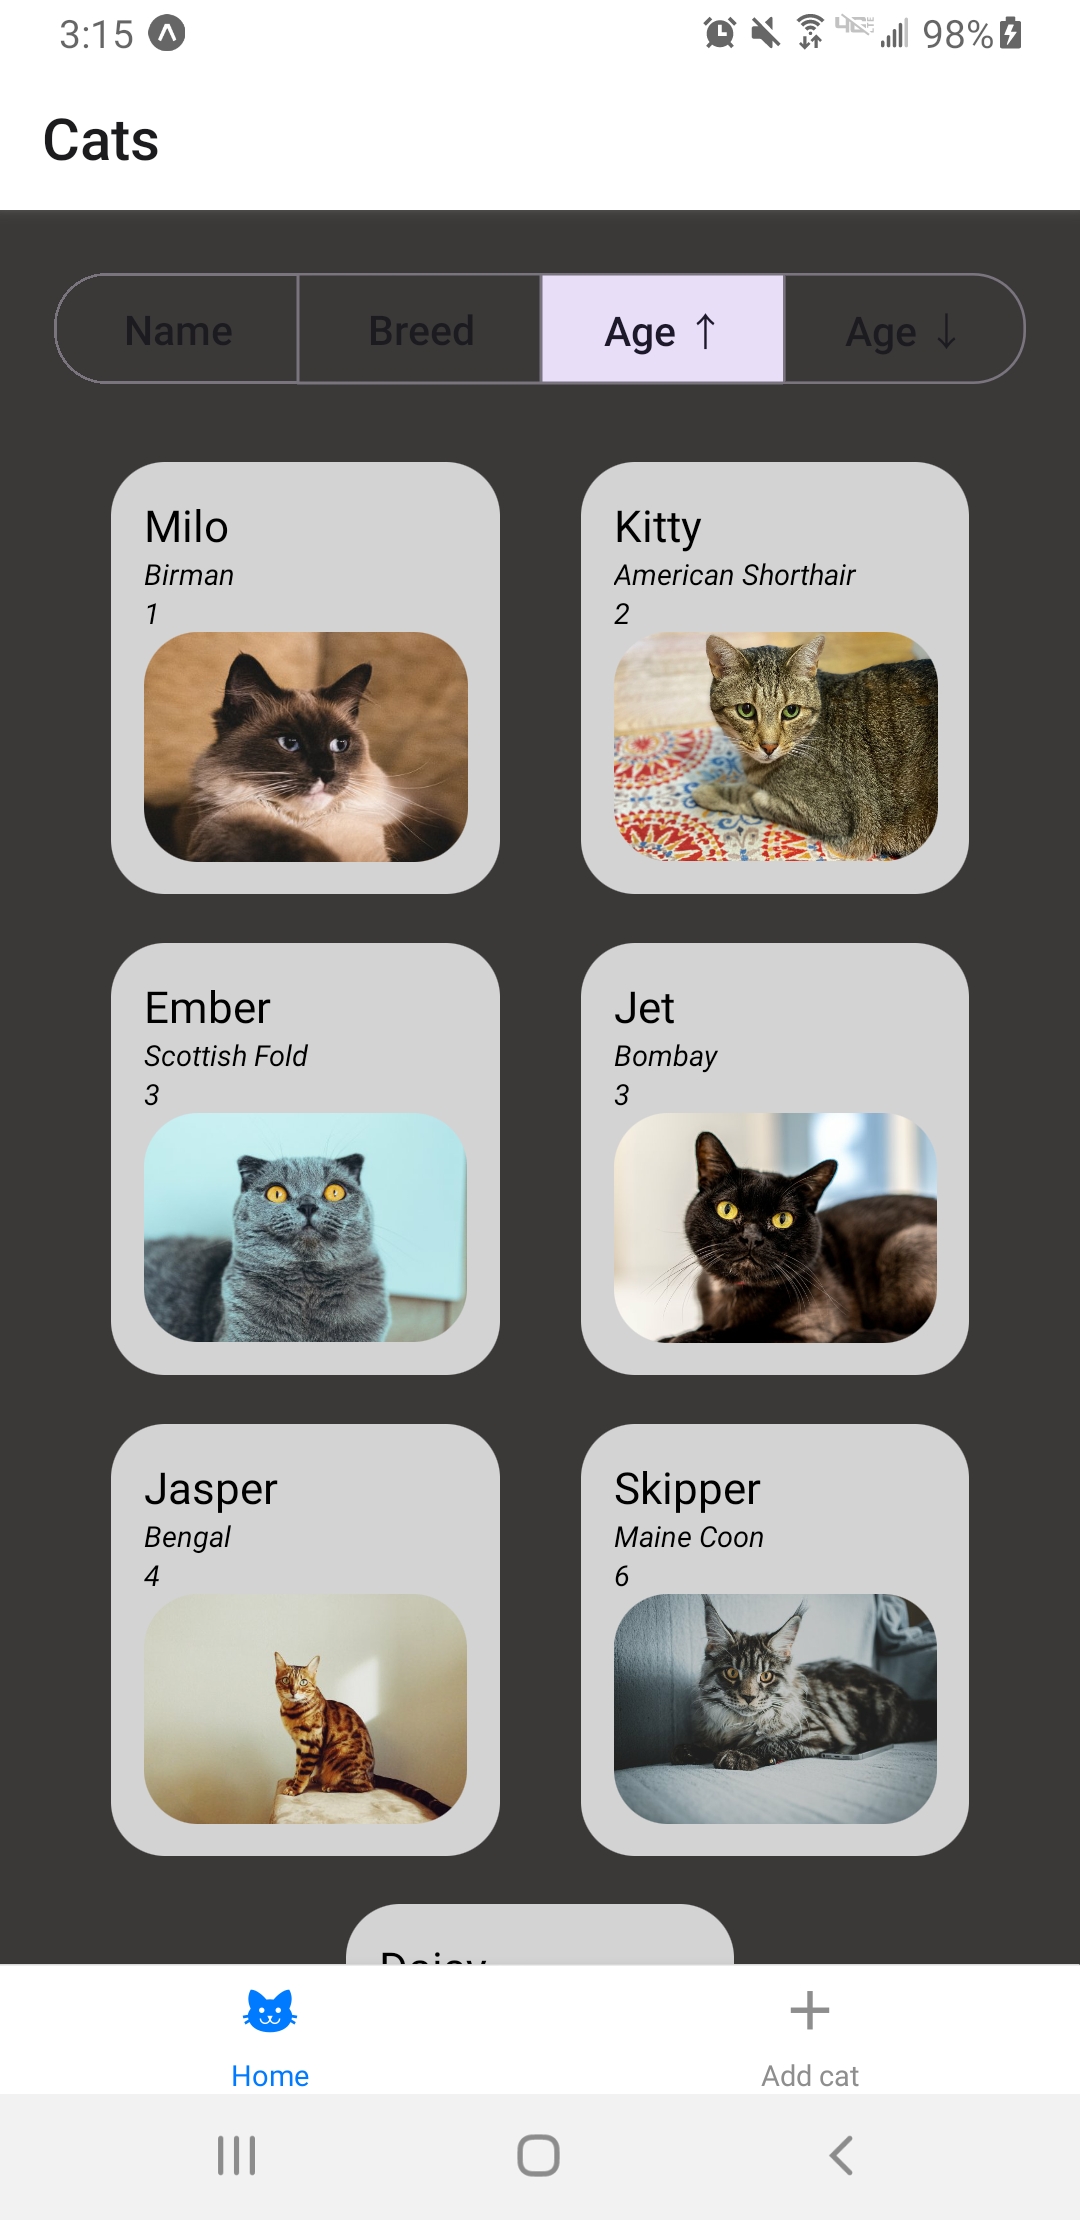 3:15 98%
Cats
Name Breed Age ↑ Age ↓
Milo
Birman
1
Kitty
American Shorthair
2
Ember
Scottish Fold
3
Jet
Bombay
3
Jasper
Bengal
4
Skipper
Maine Coon
6
Home
Add cat